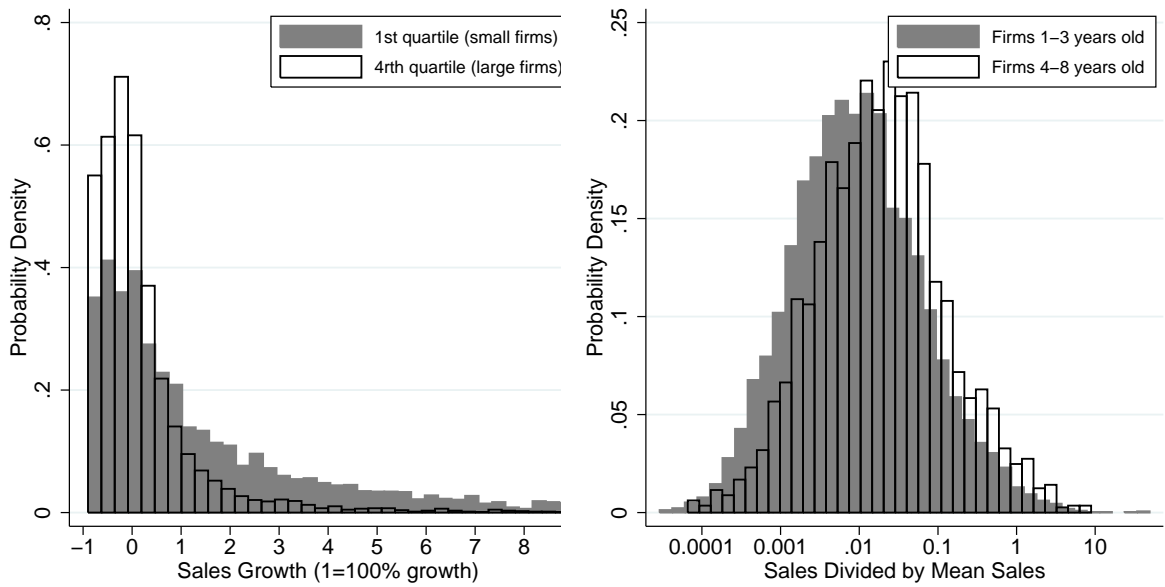 .8
.6
.4
.2
0
Probability Density
1st quartile (small firms)
4rth quartile (large firms)
−1 0 1 2 3 4 5 6 7 8
Sales Growth (1=100% growth)
.25
.2
.15
.1
.05
0
Probability Density
Firms 1−3 years old
Firms 4−8 years old
0.0001 0.001 .01 0.1 1 10
Sales Divided by Mean Sales